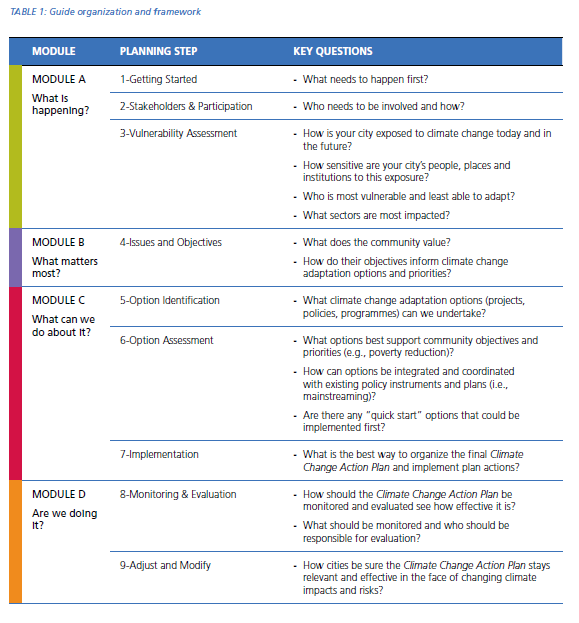 TABLE 1: Guide organization and framework
MODULE PLANNING STEP KEY QUESTIONS
MODULE A
What is
happening?
1-Getting Started
- What needs to happen first?
2-Stakeholders & Participation
- Who needs to be involved and how?
3-Vulnerability Assessment
- How is your city exposed to climate change today and in
the future?
- How sensitive are your city's people, places and
institutions to this exposure?
- Who is most vulnerable and least able to adapt?
- What sectors are most impacted?
MODULE B
What matters
most?
4-Issues and Objectives
- What does the community value?
- How do their objectives inform climate change
adaptation options and priorities?
MODULE C
What can we
do about it?
5-Option Identification
- What climate change adaptation options (projects,
policies, programmes) can we undertake?
6-Option Assessment
- What options best support community objectives and
priorities (e.g., poverty reduction)?
- How can options be integrated and coordinated
with existing policy instruments and plans (i.e.,
mainstreaming)?
- Are there any "quick start" options that could be
implemented first?
7-Implementation
- What is the best way to organize the final Climate
Change Action Plan and implement plan actions?
MODULE D
Are we doing
it?
8-Monitoring & Evaluation
- How should the Climate Change Action Plan be
monitored and evaluated see how effective it is?
- What should be monitored and who should be
responsible for evaluation?
9-Adjust and Modify
- How cities be sure the Climate Change Action Plan stays
relevant and effective in the face of changing climate
impacts and risks?